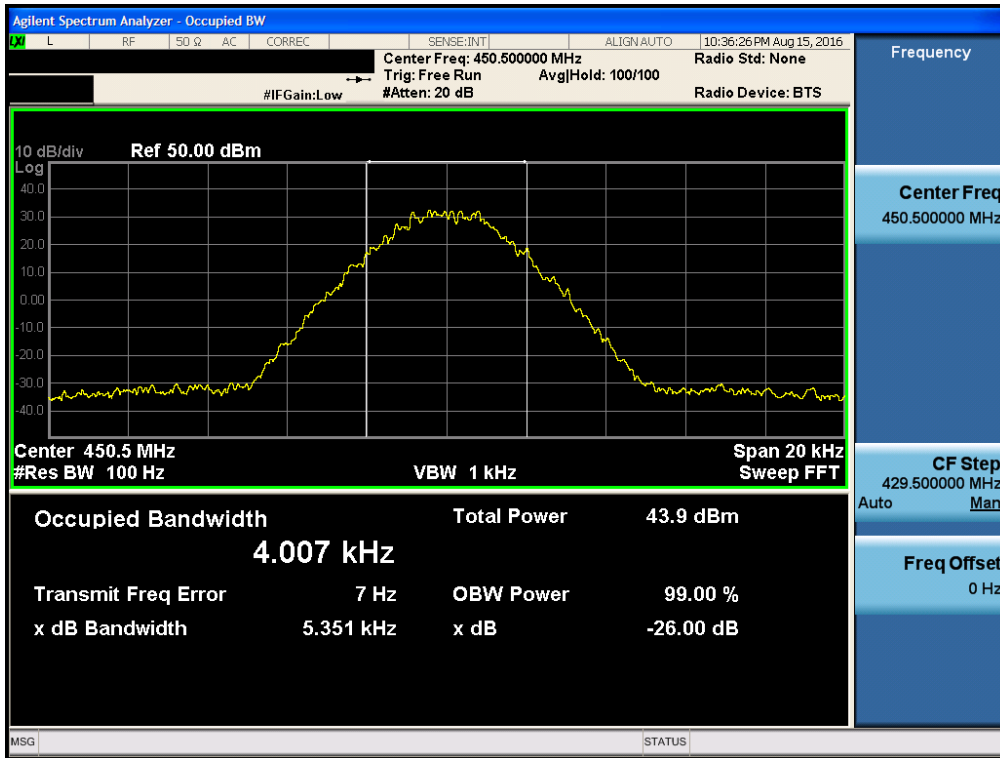 Agilent Spectrum Analyzer - Occupied BW
LXI L RF 50 Ω AC CORREC SENSE:INT ALIGN AUTO 10:36:26 PM Aug 15, 2016
Center Freq: 450.500000 MHz Radio Std: None
Trig: Free Run Avg|Hold: 100/100
#IFGain:Low #Atten: 20 dB Radio Device: BTS
10 dB/div Ref 50.00 dBm
Log
40.0
30.0
20.0
10.0
0.00
-10.0
-20.0
-30.0
-40.0
Center 450.5 MHz Span 20 kHz
#Res BW 100 Hz VBW 1 kHz Sweep FFT
Occupied Bandwidth Total Power 43.9 dBm
4.007 kHz
Transmit Freq Error 7 Hz OBW Power 99.00 %
x dB Bandwidth 5.351 kHz x dB -26.00 dB
MSG STATUS
Frequency
Center Freq
450.500000 MHz
CF Step
429.500000 MHz
Auto Man
Freq Offset
0 Hz